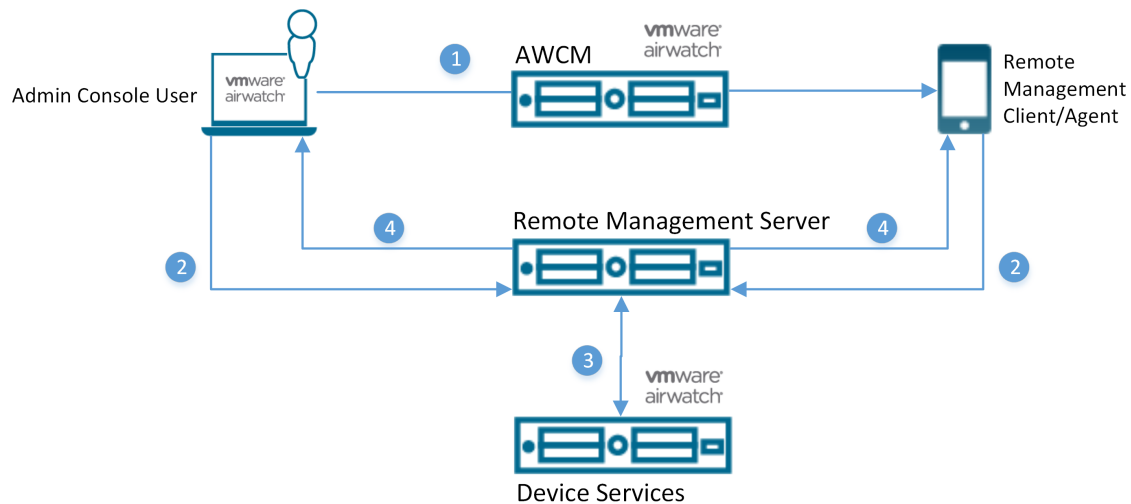 vmware
airwatch
AWCM
1
Admin Console User
vmware
airwatch
Remote
Management
Client/Agent
Remote Management Server
4
4
2
2
3
vmware
airwatch
Device Services